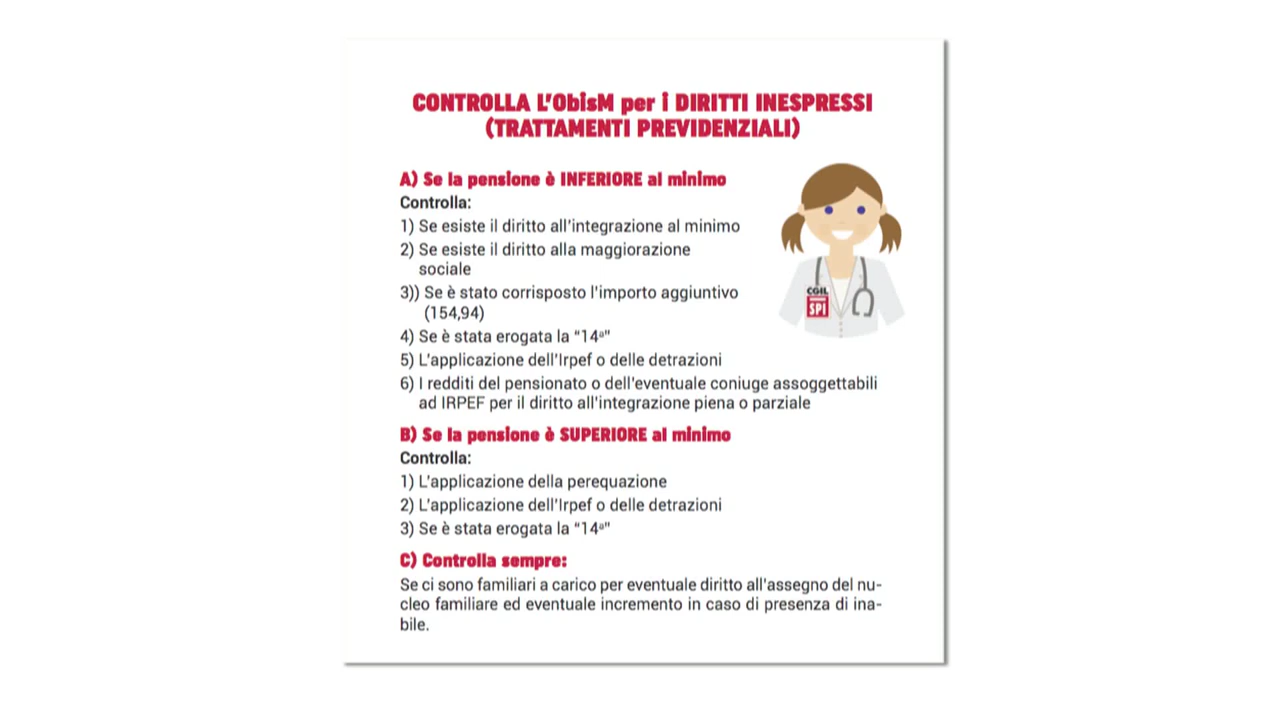 CONTROLLA L'ObisM per i DIRITTI INESPRESSI
(TRATTAMENTI PREVIDENZIALI)
A) Se la pensione è INFERIORE al minimo
Controlla:
1) Se esiste il diritto all'integrazione al minimo
2) Se esiste il diritto alla maggiorazione
sociale
3)) Se è stato corrisposto l'importo aggiuntivo
(154,94)
4) Se è stata erogata la "14ª"
5) L'applicazione dell'Irpef o delle detrazioni
6) I redditi del pensionato o dell'eventuale coniuge assoggettabili
ad IRPEF per il diritto all'integrazione piena o parziale
CGIL
SPI
B) Se la pensione è SUPERIORE al minimo
Controlla:
1) L'applicazione della perequazione
2) L'applicazione dell'Irpef o delle detrazioni
3) Se è stata erogata la "14ª"
C) Controlla sempre:
Se ci sono familiari a carico per eventuale diritto all'assegno del nu-
cleo familiare ed eventuale incremento in caso di presenza di ina-
bile.